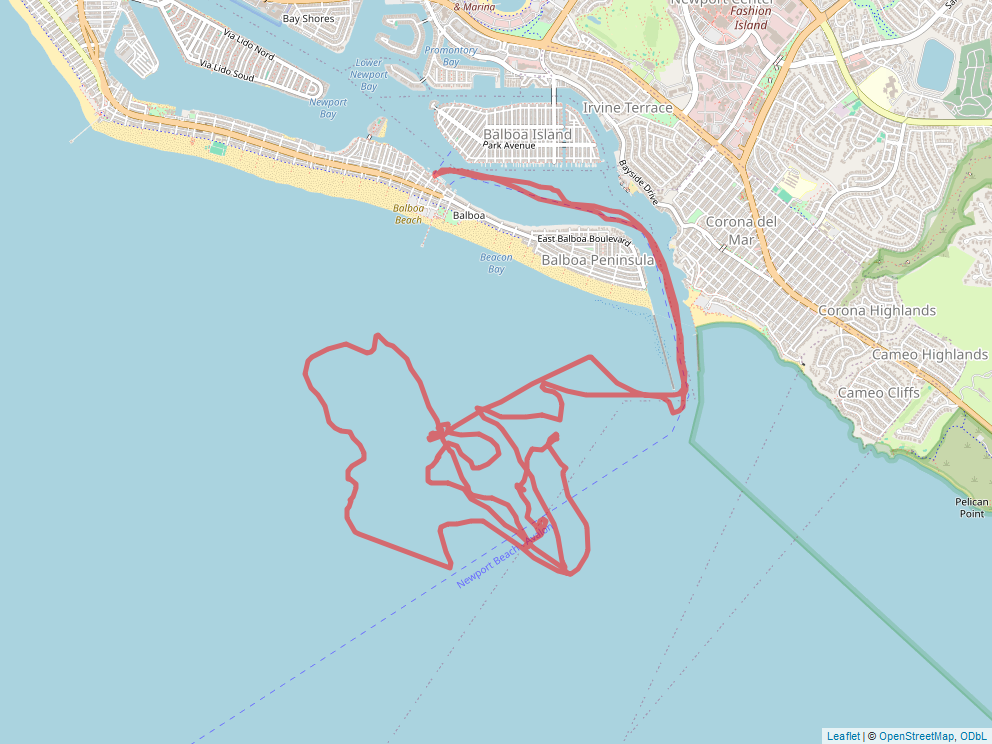 & Marina
Bay Shores
Newport Center
Fashion
Island
Via Lido Nord
Via Lido Soud
Promontory
Bay
Lower
Newport
Bay
Newport
Bay
Irvine Terrace
Balboa Island
Park Avenue
Bayside Drive
Balboa
Beach
Balboa
Corona del
Mar
East Balboa Boulevard
Balboa Peninsula
Beacon
Bay
Corona Highlands
Cameo Highlands
Cameo Cliffs
Pelican
Point
Newport Beach - Avalon
Leaflet | © OpenStreetMap, ODbL